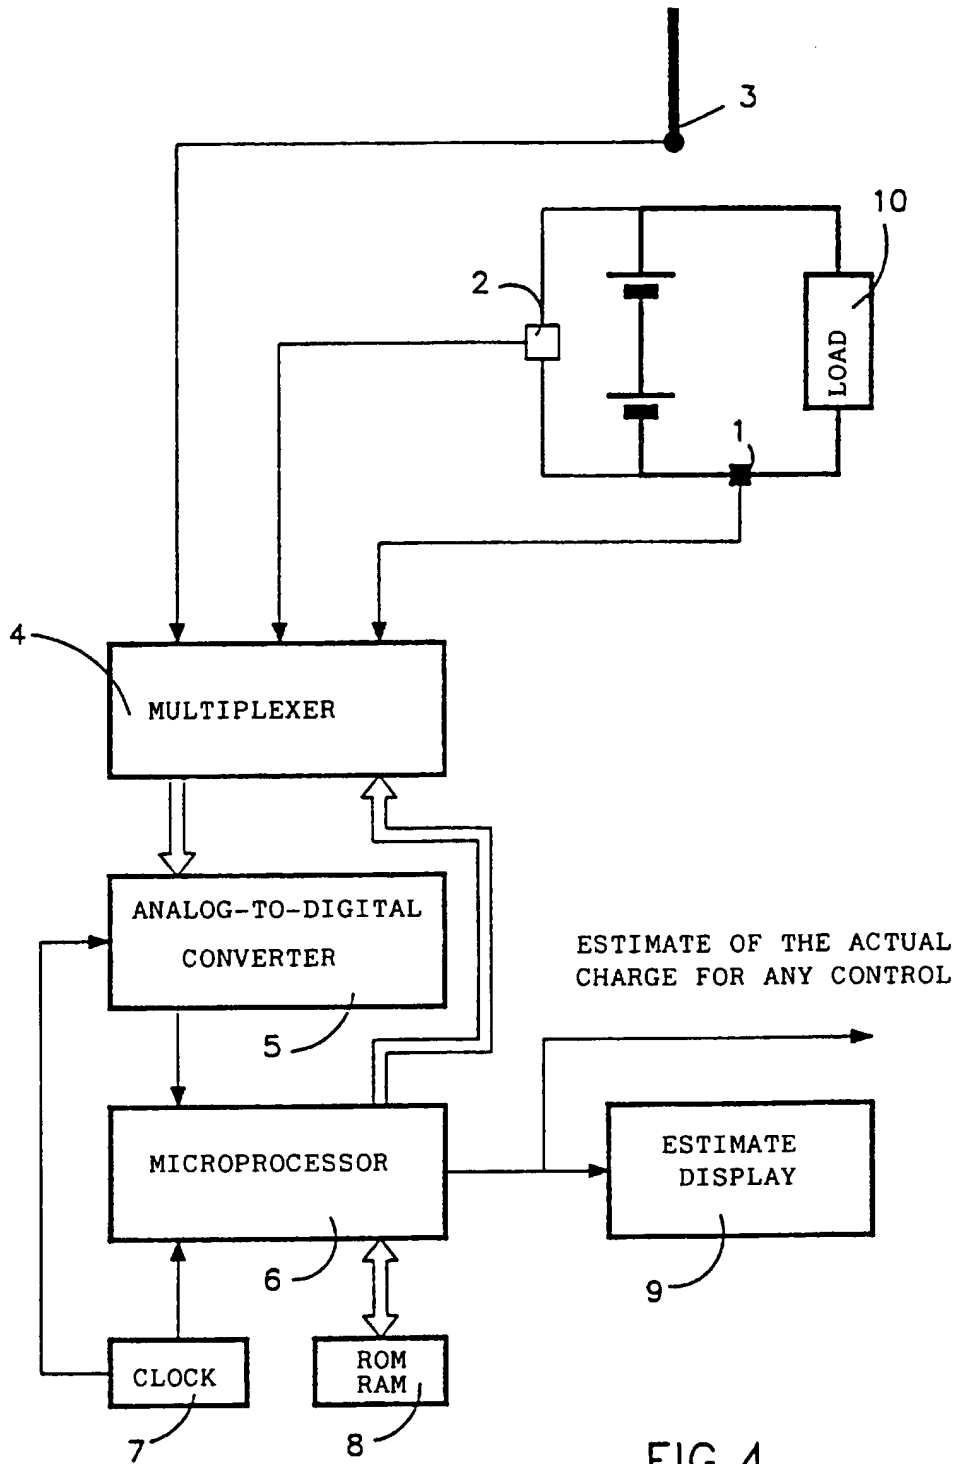 3
10
2
LOAD
1
4
MULTIPLEXER
ANALOG-TO-DIGITAL
CONVERTER
5
ESTIMATE OF THE ACTUAL
CHARGE FOR ANY CONTROL
MICROPROCESSOR
6
ESTIMATE
DISPLAY
9
CLOCK
7
ROM
RAM
8
FIG 4